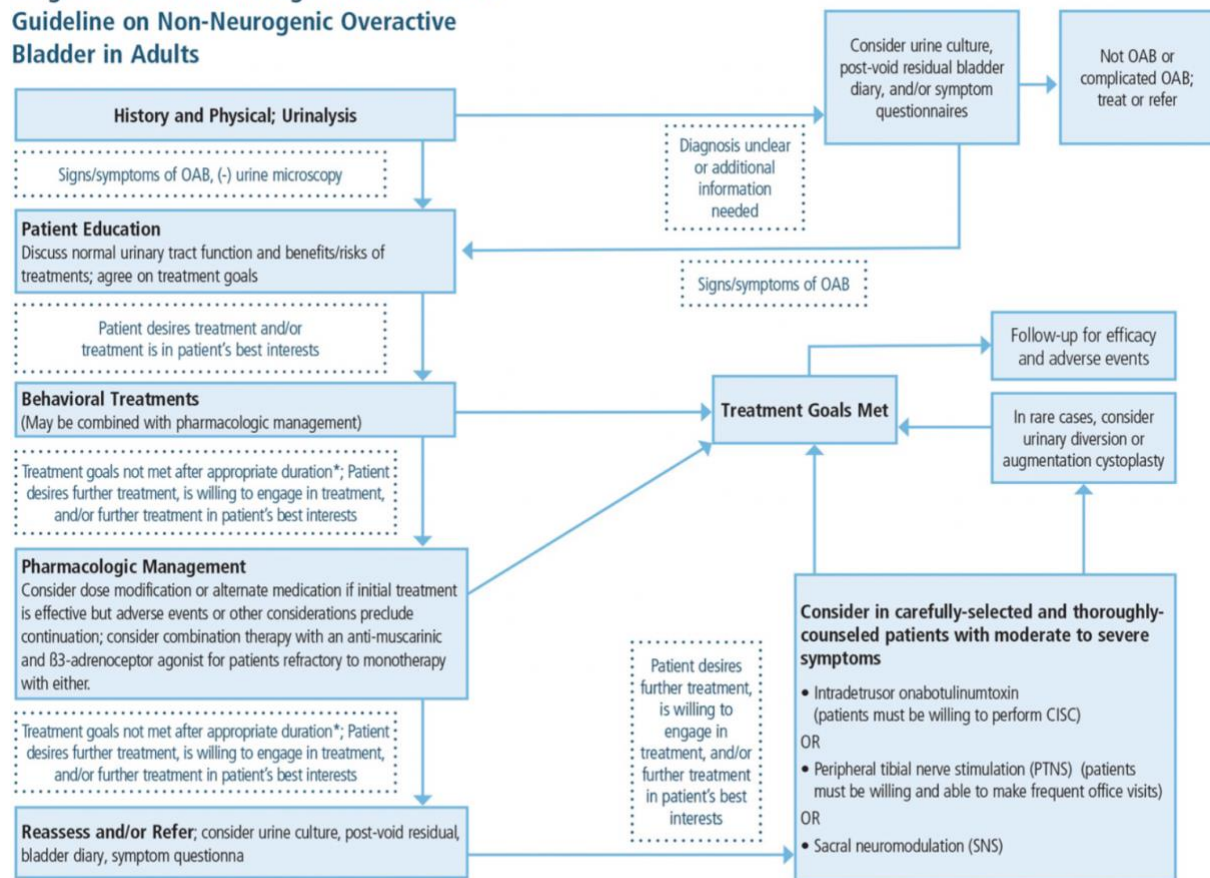 Guideline on Non-Neurogenic Overactive
Bladder in Adults
History and Physical; Urinalysis
Consider urine culture,
post-void residual bladder
diary, and/or symptom
questionnaires
Not OAB or
complicated OAB;
treat or refer
Signs/symptoms of OAB, (-) urine microscopy
Diagnosis unclear
or additional
information
needed
Patient Education
Discuss normal urinary tract function and benefits/risks of
treatments; agree on treatment goals
Signs/symptoms of OAB
Patient desires treatment and/or
treatment is in patient's best interests
Follow-up for efficacy
and adverse events
Behavioral Treatments
(May be combined with pharmacologic management)
Treatment Goals Met
In rare cases, consider
urinary diversion or
augmentation cystoplasty
Treatment goals not met after appropriate duration*; Patient
desires further treatment, is willing to engage in treatment,
and/or further treatment in patient's best interests
Pharmacologic Management
Consider dose modification or alternate medication if initial treatment
is effective but adverse events or other considerations preclude
continuation; consider combination therapy with an anti-muscarinic
and ß3-adrenoceptor agonist for patients refractory to monotherapy
with either.
Treatment goals not met after appropriate duration*; Patient
desires further treatment, is willing to engage in treatment,
and/or further treatment in patient's best interests
Reassess and/or Refer; consider urine culture, post-void residual,
bladder diary, symptom questionna
Patient desires
further treatment,
is willing to
engage in
treatment, and/or
further treatment
in patient's best
interests
Consider in carefully-selected and thoroughly-
counseled patients with moderate to severe
symptoms
• Intradetrusor onabotulinumtoxin
(patients must be willing to perform CISC)
OR
• Peripheral tibial nerve stimulation (PTNS) (patients
must be willing and able to make frequent office visits)
OR
• Sacral neuromodulation (SNS)